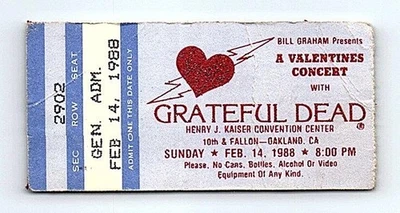 SEC ROW SEAT
2902
GEN. ADM.
FEB 14, 1988
ADMIT ONE THIS DATE ONLY
BILL GRAHAM Presents
A VALENTINES
CONCERT
WITH
GRATEFUL DEAD®
HENRY J. KAISER CONVENTION CENTER
10th & FALLON—OAKLAND, CA
SUNDAY ★ FEB. 14, 1988 ★ 8:00 PM
Please, No Cans, Bottles, Alcohol Or Video
Equipment Of Any Kind.